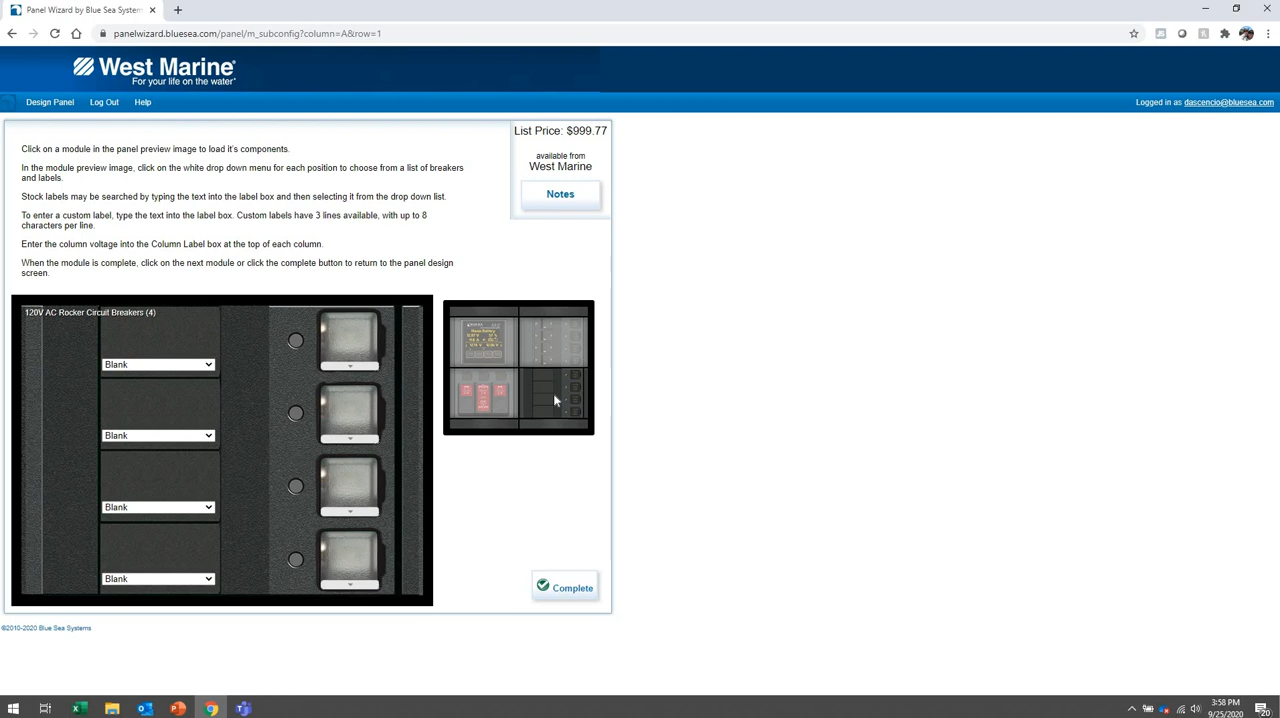 Panel Wizard by Blue Sea System
panelwizard.bluesea.com/panel/m_subconfig?column=A&row=1
West Marine
For your life on the water
Design Panel Log Out Help
Logged in as dascencio@bluesea.com
List Price: $999.77
available from
West Marine
Notes
Click on a module in the panel preview image to load it's components.
In the module preview image, click on the white drop down menu for each position to choose from a list of breakers
and labels.
Stock labels may be searched by typing the text into the label box and then selecting it from the drop down list.
To enter a custom label, type the text into the label box. Custom labels have 3 lines available, with up to 8
characters per line.
Enter the column voltage into the Column Label box at the top of each column.
When the module is complete, click on the next module or click the complete button to return to the panel design
screen.
120V AC Rocker Circuit Breakers (4)
Blank
Blank
Blank
Blank
Complete
©2010-2020 Blue Sea Systems
3:58 PM
9/25/2020
20